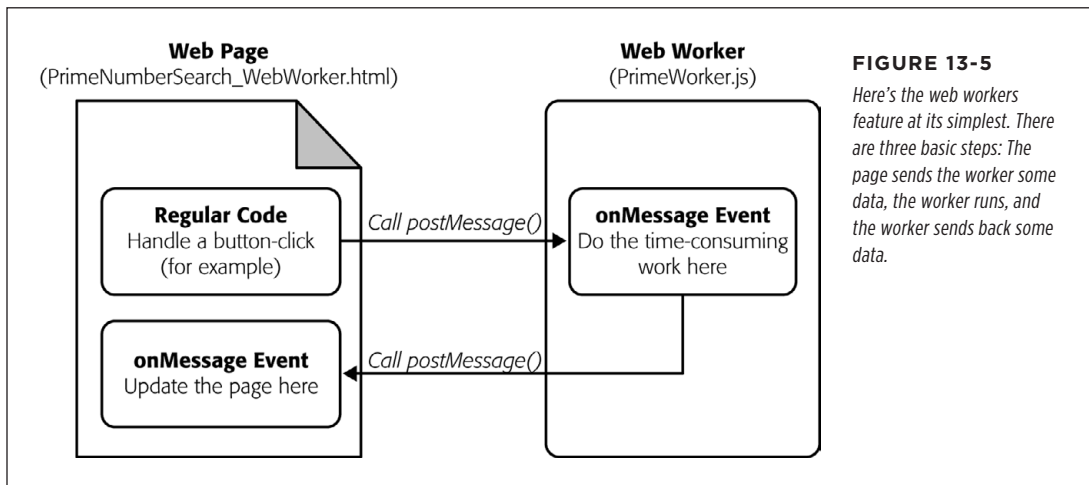 Web Page
(PrimeNumberSearch_WebWorker.html)
Regular Code
Handle a button-click
(for example)
onMessage Event
Update the page here
Call postMessage()
Call postMessage()
Web Worker
(PrimeWorker.js)
onMessage Event
Do the time-consuming
work here
FIGURE 13-5
Here's the web workers
feature at its simplest. There
are three basic steps: The
page sends the worker some
data, the worker runs, and
the worker sends back some
data.